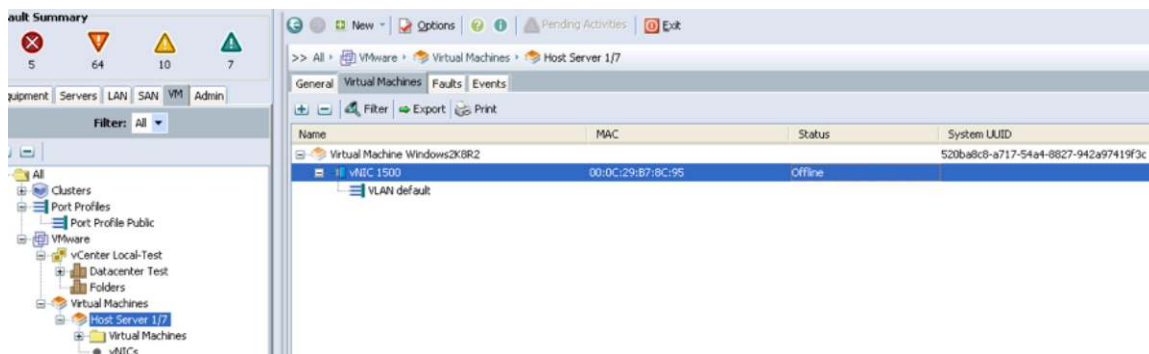 ault Summary
5 64 10 7
New Options Pending Activities Exit
>> All VMware Virtual Machines Host Server 1/7
quipment Servers LAN SAN VM Admin
Filter: All
General Virtual Machines Faults Events
Filter Export Print
Name MAC Status System UUID
Virtual Machine Windows2K8R2 520ba8c8-a717-54a4-8827-942a97419f3c
vNIC 1500 00:0C:29:B7:8C:95 Offline
VLAN default
All
Clusters
Port Profiles
Port Profile Public
VMware
vCenter Local-Test
Datacenter Test
Folders
Virtual Machines
Host Server 1/7
Virtual Machines
vNICs